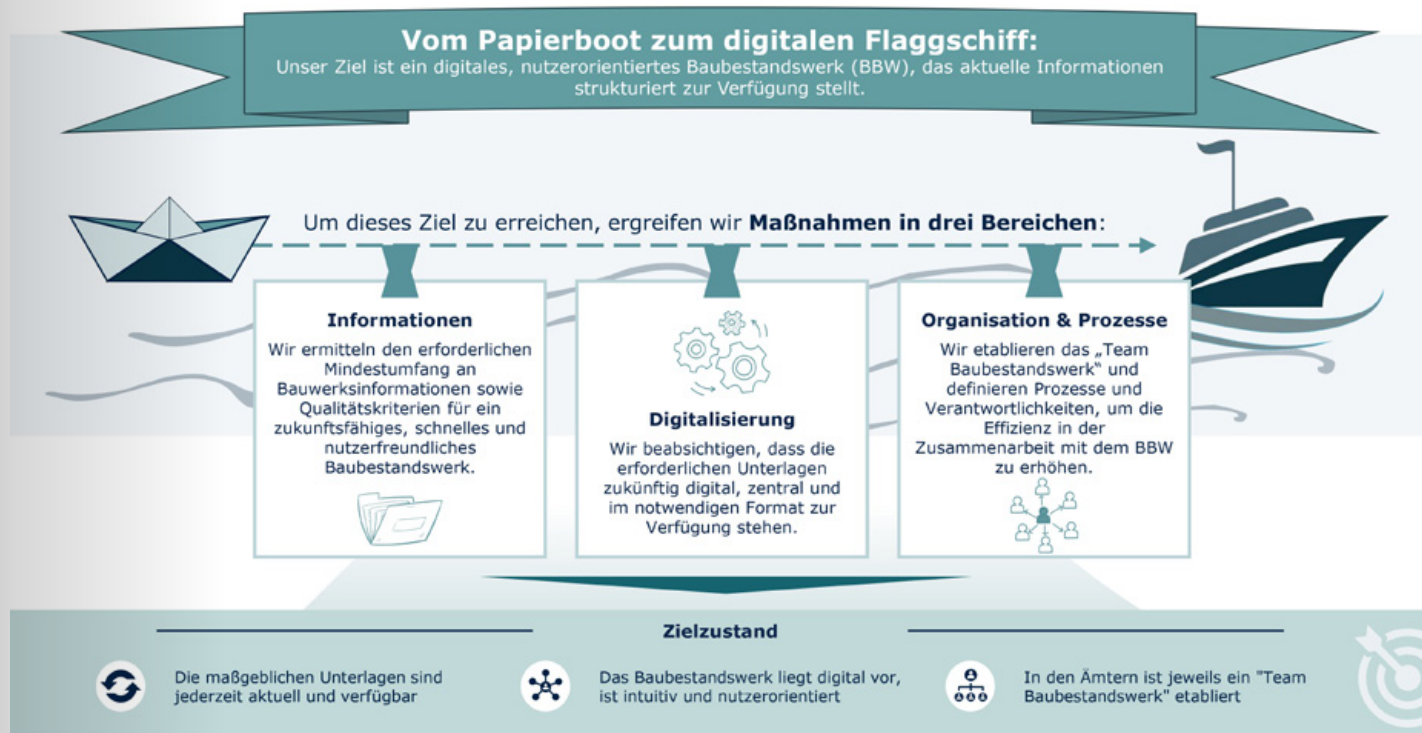 Vom Papierboot zum digitalen Flaggschiff:
Unser Ziel ist ein digitales, nutzerorientiertes Baubestandswerk (BBW), das aktuelle Informationen
strukturiert zur Verfügung stellt.
Um dieses Ziel zu erreichen, ergreifen wir Maßnahmen in drei Bereichen:
Informationen
Wir ermitteln den erforderlichen
Mindestumfang an
Bauwerksinformationen sowie
Qualitätskriterien für ein
zukunftsfähiges, schnelles und
nutzerfreundliches
Baubestandswerk.
Digitalisierung
Wir beabsichtigen, dass die
erforderlichen Unterlagen
zukünftig digital, zentral und
im notwendigen Format zur
Verfügung stehen.
Organisation & Prozesse
Wir etablieren das „Team
Baubestandswerk“ und
definieren Prozesse und
Verantwortlichkeiten, um die
Effizienz in der
Zusammenarbeit mit dem BBW
zu erhöhen.
Zielzustand
Die maßgeblichen Unterlagen sind
jederzeit aktuell und verfügbar
Das Baubestandswerk liegt digital vor,
ist intuitiv und nutzerorientiert
In den Ämtern ist jeweils ein "Team
Baubestandswerk" etabliert